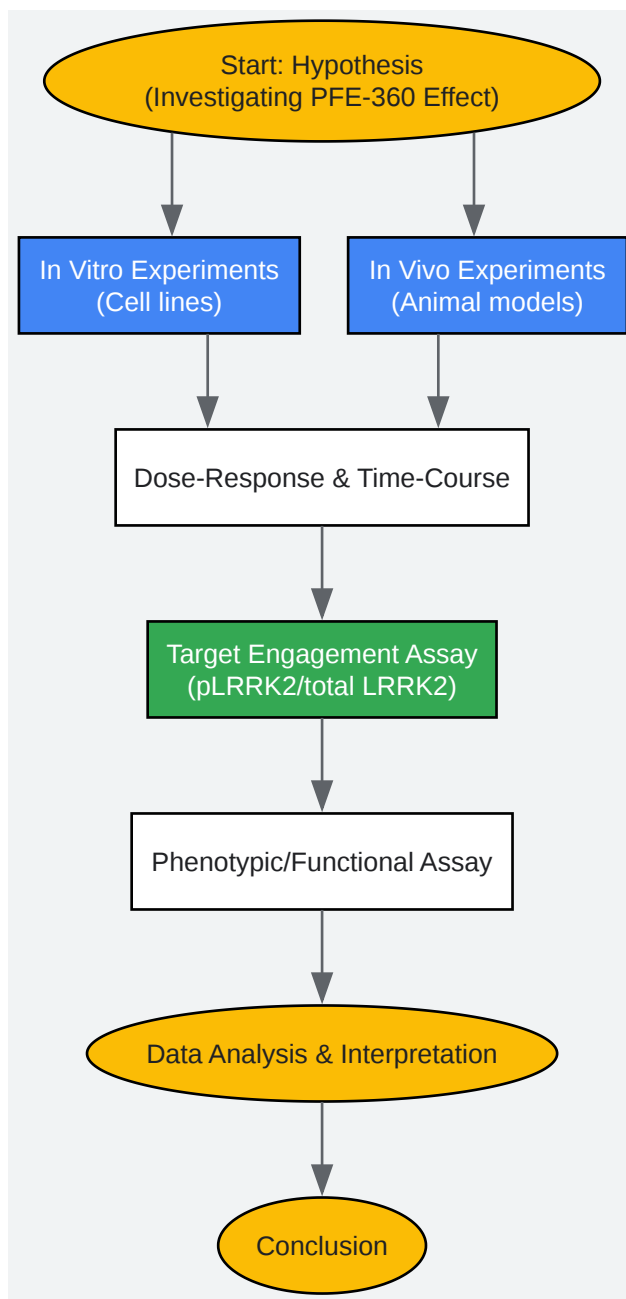 Start: Hypothesis
(Investigating PFE-360 Effect)
In Vitro Experiments
(Cell lines)
In Vivo Experiments
(Animal models)
Dose-Response & Time-Course
Target Engagement Assay
(pLRRK2/total LRRK2)
Phenotypic/Functional Assay
Data Analysis & Interpretation
Conclusion